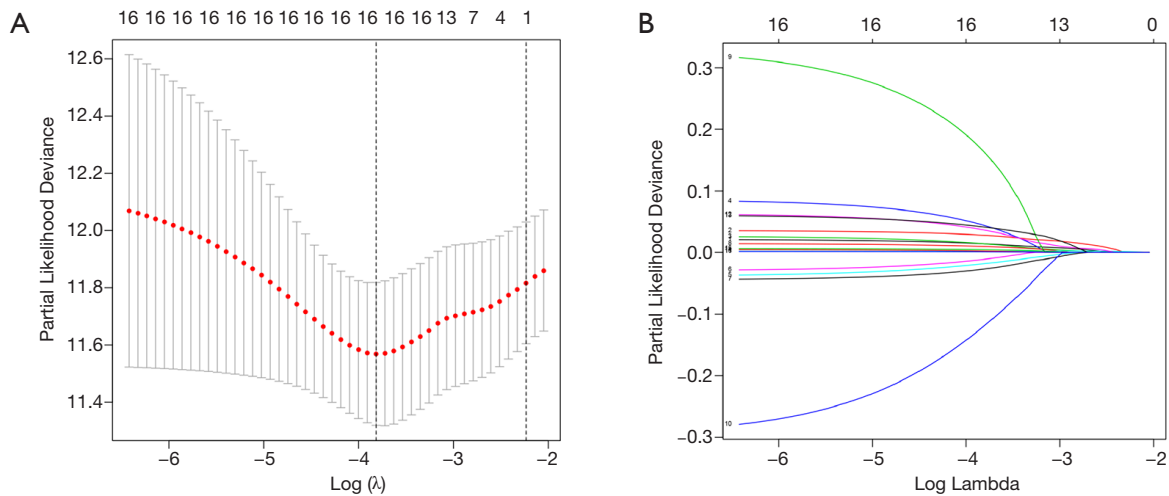 A
16 16 16 16 16 16 16 16 16 16 16 13 7 4 1
12.6
12.4
12.2
12.0
11.8
11.6
11.4
Partial Likelihood Deviance
−6 −5 −4 −3 −2
Log (λ)
B
16 16 16 13 0
0.3
0.2
0.1
0.0
−0.1
−0.2
−0.3
Partial Likelihood Deviance
9
4
2
6
7
10
−6 −5 −4 −3 −2
Log Lambda